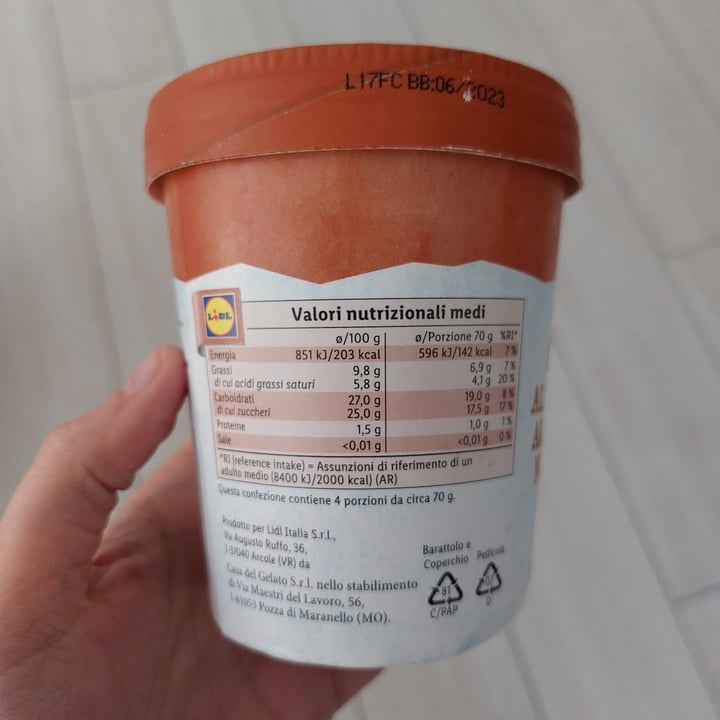 L17FC BB:06/2023
LIDL
Valori nutrizionali medi
ø/100 g ø/Porzione 70 g %RI*
Energia 851 kJ/203 kcal 596 kJ/142 kcal 7 %
Grassi 9,8 g 6,9 g 7 %
di cui acidi grassi saturi 5,8 g 4,1 g 20 %
Carboidrati 27,0 g 19,0 g 8 %
di cui zuccheri 25,0 g 17,5 g 17 %
Proteine 1,5 g 1,0 g 1 %
Sale <0,01 g <0,01 g 0 %
*RI (reference intake) = Assunzioni di riferimento di un
adulto medio (8400 kJ/2000 kcal) (AR)
Questa confezione contiene 4 porzioni da circa 70 g.
Prodotto per Lidl Italia S.r.l.,
Via Augusto Ruffo, 36,
I-37040 Arcole (VR) da
Casa del Gelato S.r.l. nello stabilimento
di Via Maestri del Lavoro, 56,
I-41053 Pozza di Maranello (MO).
Barattolo e
Coperchio
81
C/PAP
Pellicola